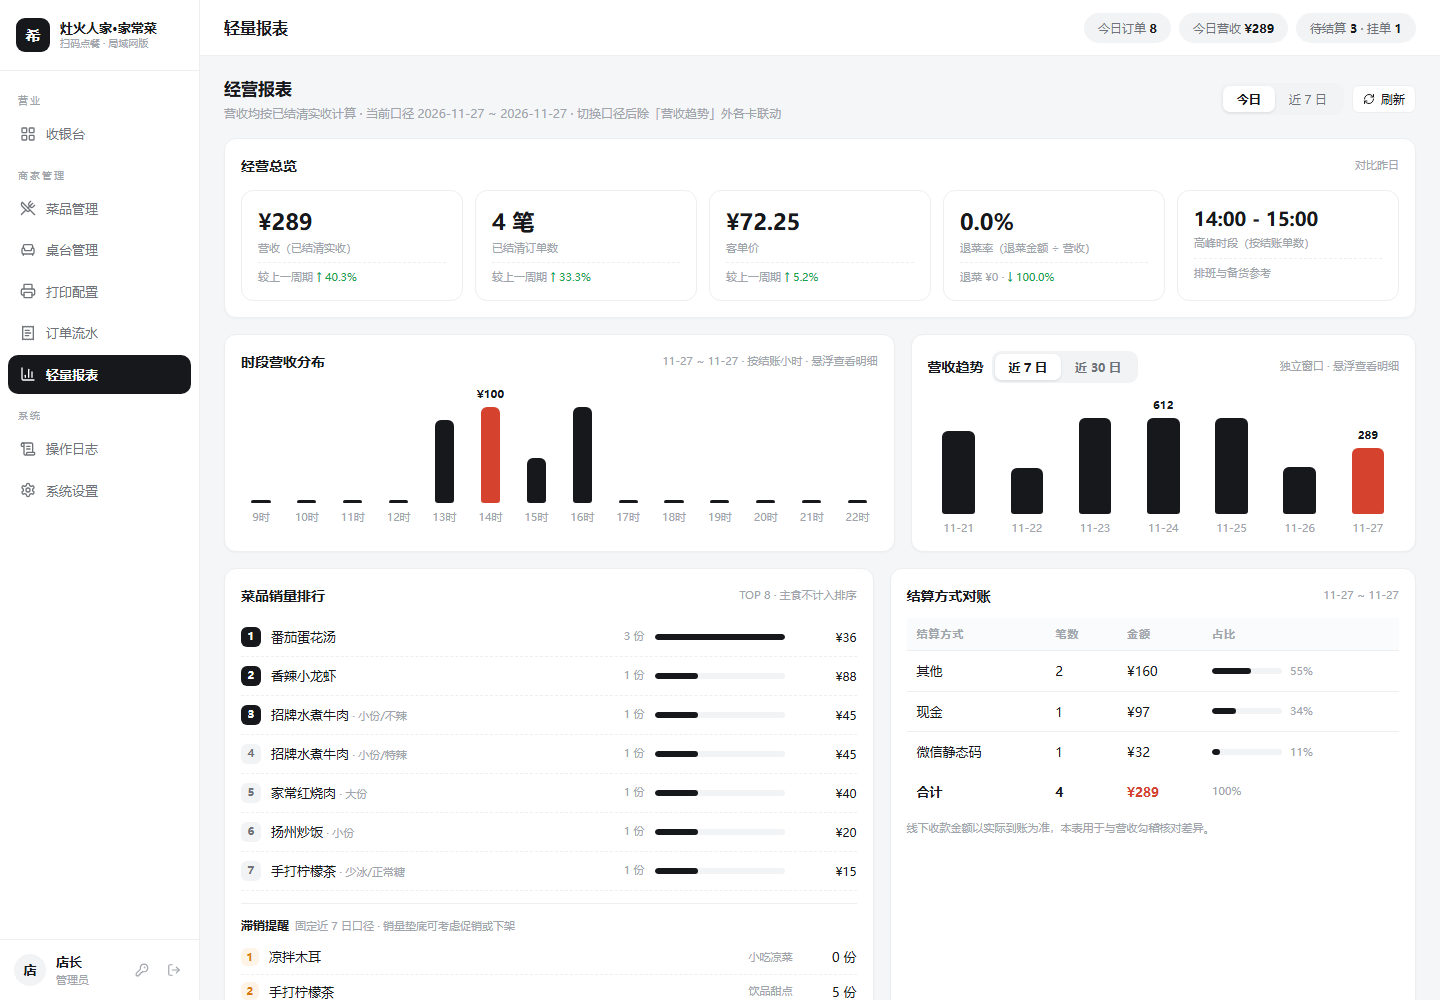 希
灶火人家•家常菜
扫码点餐 · 局域网版
营业
收银台
商家管理
菜品管理
桌台管理
打印配置
订单流水
轻量报表
系统
操作日志
系统设置
店
店长
管理员
轻量报表
今日订单 8
今日营收 ¥289
待结算 3 · 挂单 1
经营报表
营收均按已结清实收计算 · 当前口径 2026-11-27 ~ 2026-11-27 · 切换口径后除「营收趋势」外各卡联动
今日
近 7 日
刷新
经营总览
对比昨日
¥289
营收（已结清实收）
较上一周期 ↑ 40.3%
4 笔
已结清订单数
较上一周期 ↑ 33.3%
¥72.25
客单价
较上一周期 ↑ 5.2%
0.0%
退菜率（退菜金额 ÷ 营收）
退菜 ¥0 · ↓ 100.0%
14:00 - 15:00
高峰时段（按结账单数）
排班与备货参考
时段营收分布
11-27 ~ 11-27 · 按结账小时 · 悬浮查看明细
¥100
9时 10时 11时 12时 13时 14时 15时 16时 17时 18时 19时 20时 21时 22时
营收趋势
近 7 日
近 30 日
独立窗口 · 悬浮查看明细
612
289
11-21 11-22 11-23 11-24 11-25 11-26 11-27
菜品销量排行
TOP 8 · 主食不计入排序
1 番茄蛋花汤 3 份 ¥36
2 香辣小龙虾 1 份 ¥88
3 招牌水煮牛肉 · 小份/不辣 1 份 ¥45
4 招牌水煮牛肉 · 小份/特辣 1 份 ¥45
5 家常红烧肉 · 大份 1 份 ¥40
6 扬州炒饭 · 小份 1 份 ¥20
7 手打柠檬茶 · 少冰/正常糖 1 份 ¥15
滞销提醒 固定近 7 日口径 · 销量垫底可考虑促销或下架
1 凉拌木耳 小吃凉菜 0 份
2 手打柠檬茶 饮品甜点 5 份
结算方式对账
11-27 ~ 11-27
结算方式 笔数 金额 占比
其他 2 ¥160 55%
现金 1 ¥97 34%
微信静态码 1 ¥32 11%
合计 4 ¥289 100%
线下收款金额以实际到账为准，本表用于与营收勾稽核对差异。